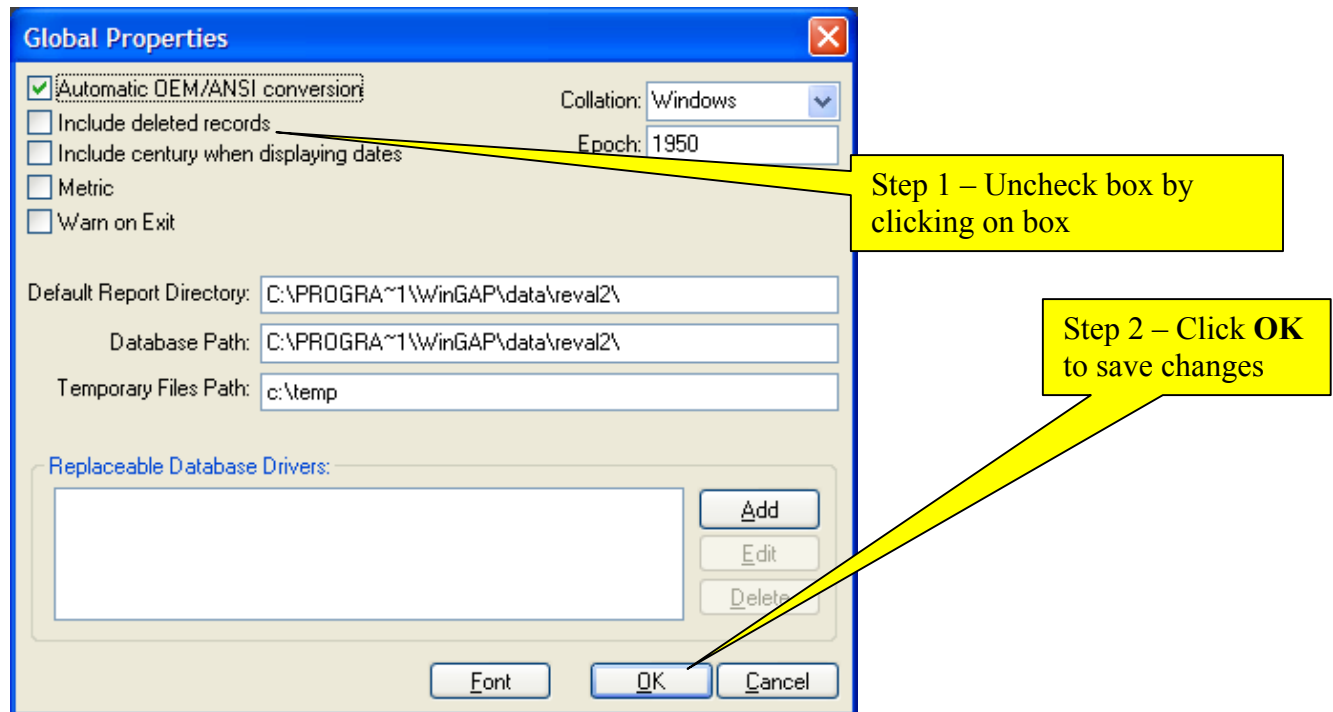 Global Properties
Automatic OEM/ANSI conversion
Collation: Windows
Include deleted records
Epoch: 1950
Include century when displaying dates
Metric
Warn on Exit
Step 1 – Uncheck box by
clicking on box
Default Report Directory: C:\PROGRA~1\WinGAP\data\reval2\
Database Path: C:\PROGRA~1\WinGAP\data\reval2\
Temporary Files Path: c:\temp
Step 2 – Click OK
to save changes
Replaceable Database Drivers:
Add
Edit
Delete
Font OK Cancel